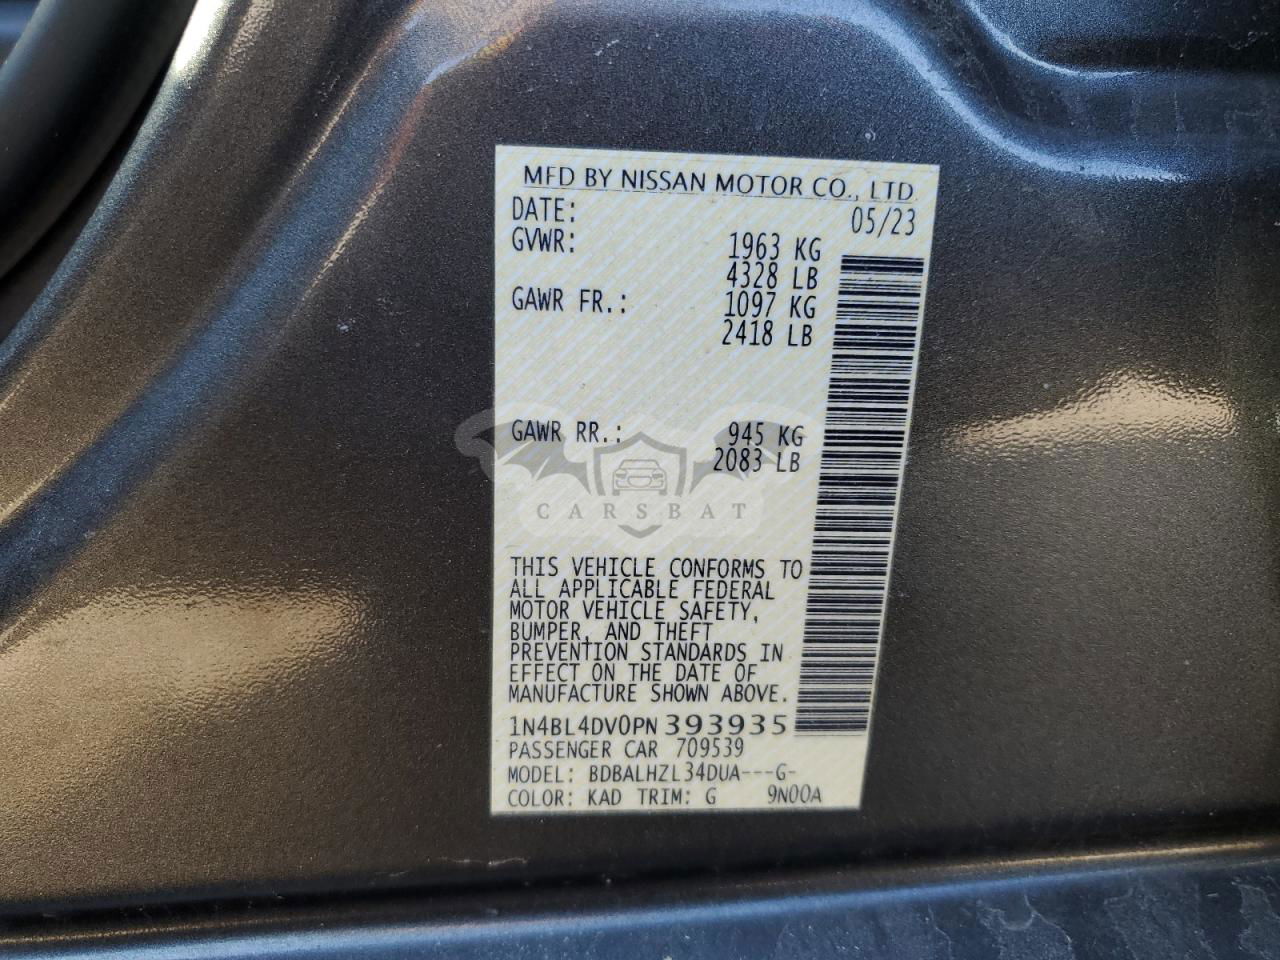 MFD BY NISSAN MOTOR CO., LTD
DATE: 05/23
GVWR: 1963 KG
4328 LB
GAWR FR.: 1097 KG
2418 LB
GAWR RR.: 945 KG
2083 LB
CARSBAT
THIS VEHICLE CONFORMS TO
ALL APPLICABLE FEDERAL
MOTOR VEHICLE SAFETY,
BUMPER, AND THEFT
PREVENTION STANDARDS IN
EFFECT ON THE DATE OF
MANUFACTURE SHOWN ABOVE.
1N4BL4DV0PN393935
PASSENGER CAR 709539
MODEL: BDBALHZL34DUA---G-
COLOR: KAD TRIM: G 9N00A